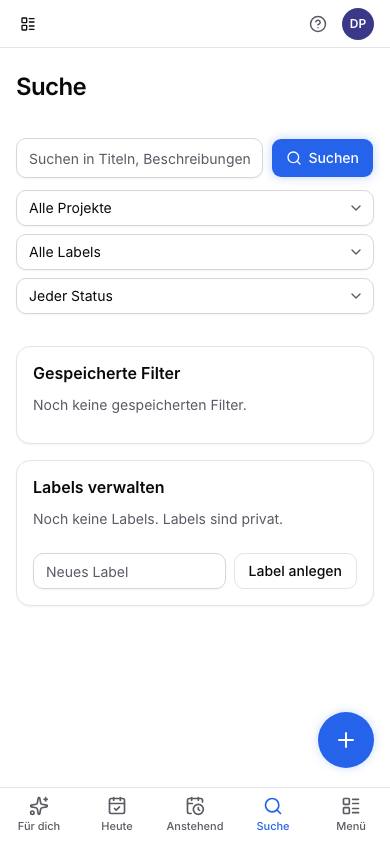 DP
Suche
Suchen in Titeln, Beschreibungen
Suchen
Alle Projekte
Alle Labels
Jeder Status
Gespeicherte Filter
Noch keine gespeicherten Filter.
Labels verwalten
Noch keine Labels. Labels sind privat.
Neues Label
Label anlegen
Für dich
Heute
Anstehend
Suche
Menü